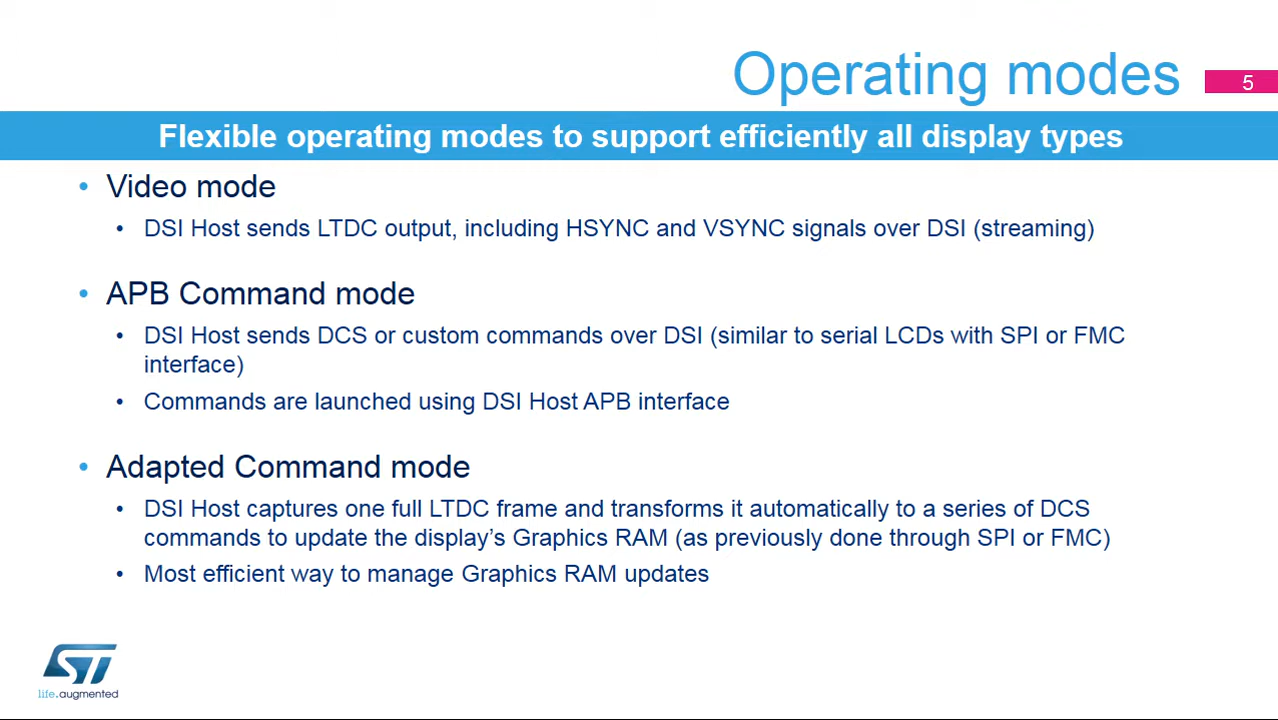 Operating modes
5
Flexible operating modes to support efficiently all display types
• Video mode
• DSI Host sends LTDC output, including HSYNC and VSYNC signals over DSI (streaming)
• APB Command mode
• DSI Host sends DCS or custom commands over DSI (similar to serial LCDs with SPI or FMC
interface)
• Commands are launched using DSI Host APB interface
• Adapted Command mode
• DSI Host captures one full LTDC frame and transforms it automatically to a series of DCS
commands to update the display’s Graphics RAM (as previously done through SPI or FMC)
• Most efficient way to manage Graphics RAM updates
ST
life.augmented